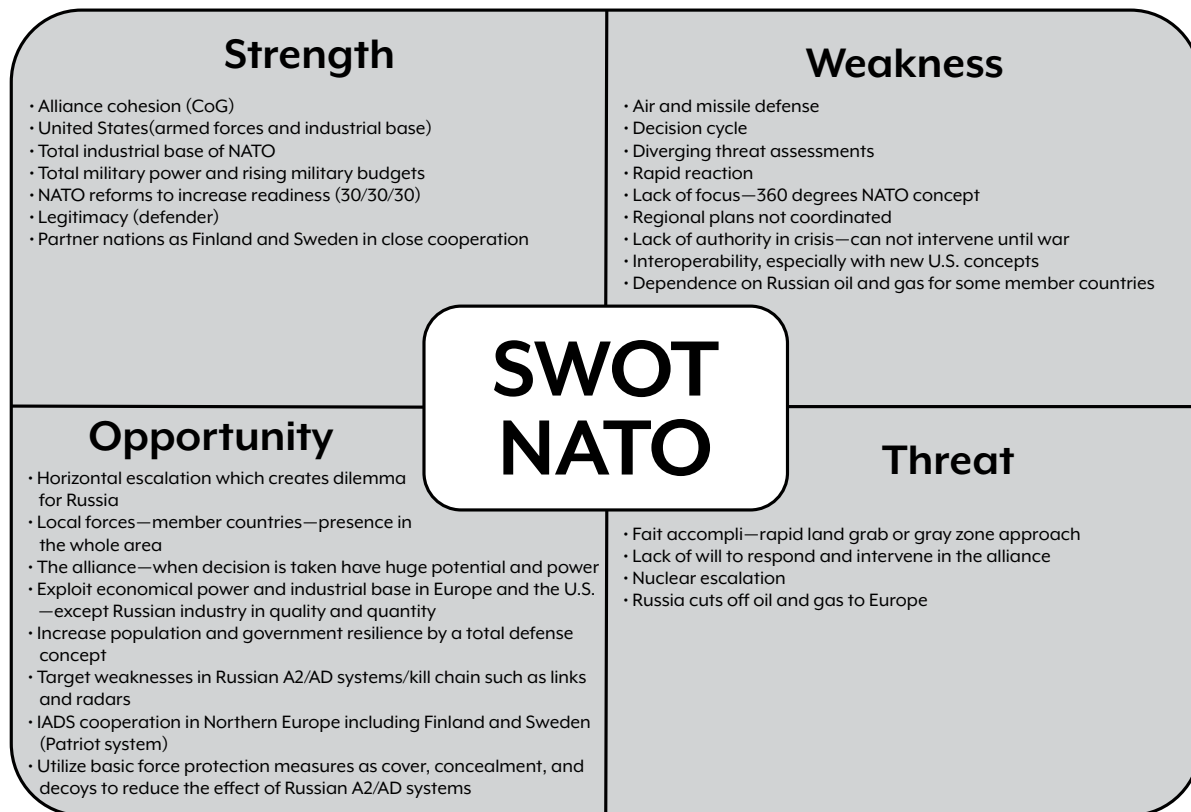 Strength
· Alliance cohesion (CoG)
· United States(armed forces and industrial base)
· Total industrial base of NATO
· Total military power and rising military budgets
· NATO reforms to increase readiness (30/30/30)
· Legitimacy (defender)
· Partner nations as Finland and Sweden in close cooperation
Weakness
· Air and missile defense
· Decision cycle
· Diverging threat assessments
· Rapid reaction
· Lack of focus—360 degrees NATO concept
· Regional plans not coordinated
· Lack of authority in crisis—can not intervene until war
· Interoperability, especially with new U.S. concepts
· Dependence on Russian oil and gas for some member countries
SWOT
NATO
Opportunity
· Horizontal escalation which creates dilemma
for Russia
· Local forces—member countries—presence in
the whole area
· The alliance—when decision is taken have huge potential and power
· Exploit economical power and industrial base in Europe and the U.S.
—except Russian industry in quality and quantity
· Increase population and government resilience by a total defense
concept
· Target weaknesses in Russian A2/AD systems/kill chain such as links
and radars
· IADS cooperation in Northern Europe including Finland and Sweden
(Patriot system)
· Utilize basic force protection measures as cover, concealment, and
decoys to reduce the effect of Russian A2/AD systems
Threat
· Fait accompli—rapid land grab or gray zone approach
· Lack of will to respond and intervene in the alliance
· Nuclear escalation
· Russia cuts off oil and gas to Europe